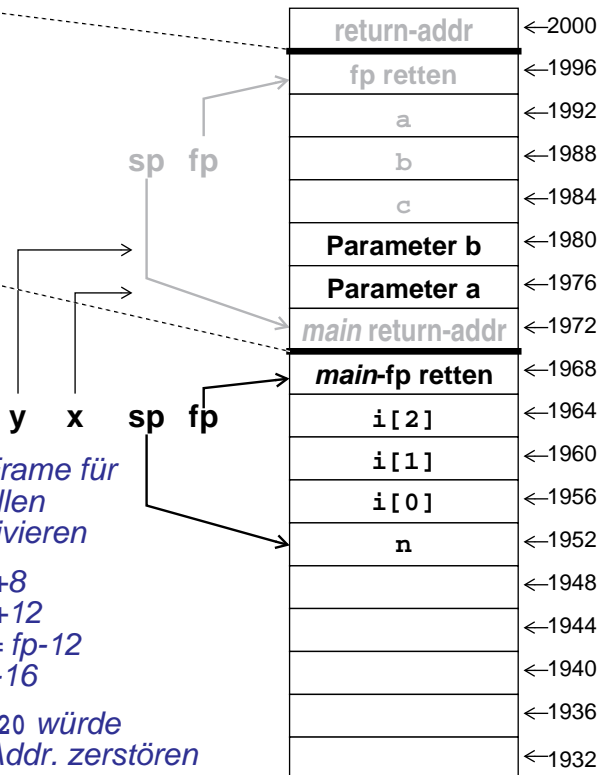 return-addr ←2000
fp retten ←1996
a ←1992
sp fp b ←1988
c ←1984
Parameter b ←1980
Parameter a ←1976
main return-addr ←1972
main-fp retten ←1968
y x sp fp i[2] ←1964
i[1] ←1960
i[0] ←1956
n ←1952
←1948
←1944
←1940
←1936
←1932
rame für
llen
ivieren
+8
+12
= fp-12
-16
20 würde
Addr. zerstören